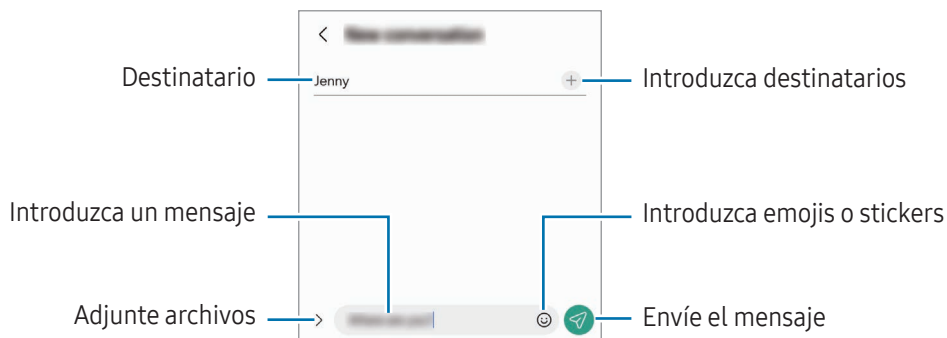 Destinatario
Jenny
Introduzca destinatarios
Introduzca un mensaje
Introduzca emojis o stickers
Adjunte archivos
Envíe el mensaje